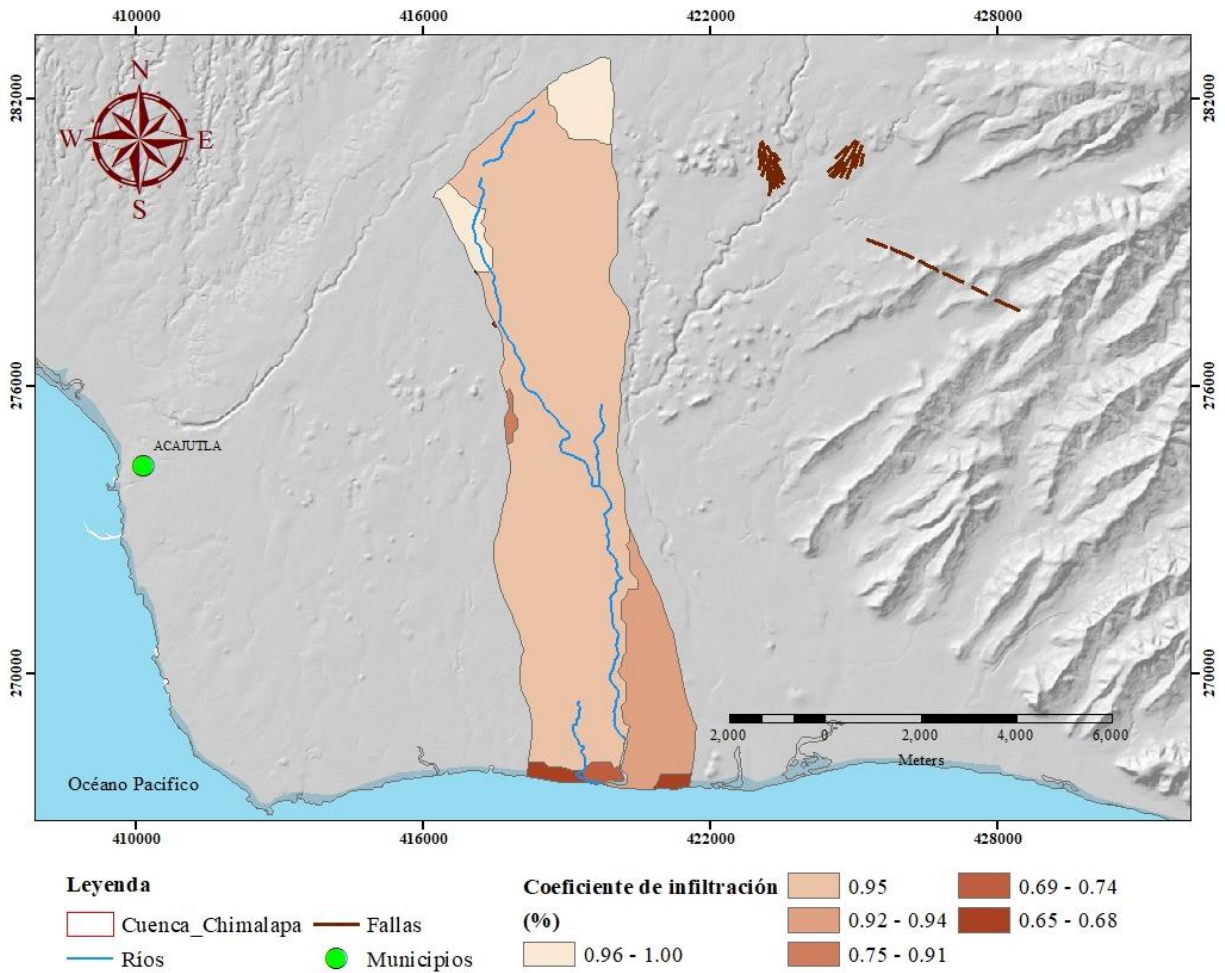 410000 416000 422000 428000
282000 282000
N
W E
S
276000 276000
ACAJUTLA
270000 270000
2,000 0 2,000 4,000 6,000
Meters
Océano Pacifico
410000 416000 422000 428000
Leyenda
Cuenca_Chimalapa Fallas
Ríos Municipios
Coeficiente de infiltración
(%)
0.96 - 1.00
0.95
0.92 - 0.94
0.75 - 0.91
0.69 - 0.74
0.65 - 0.68